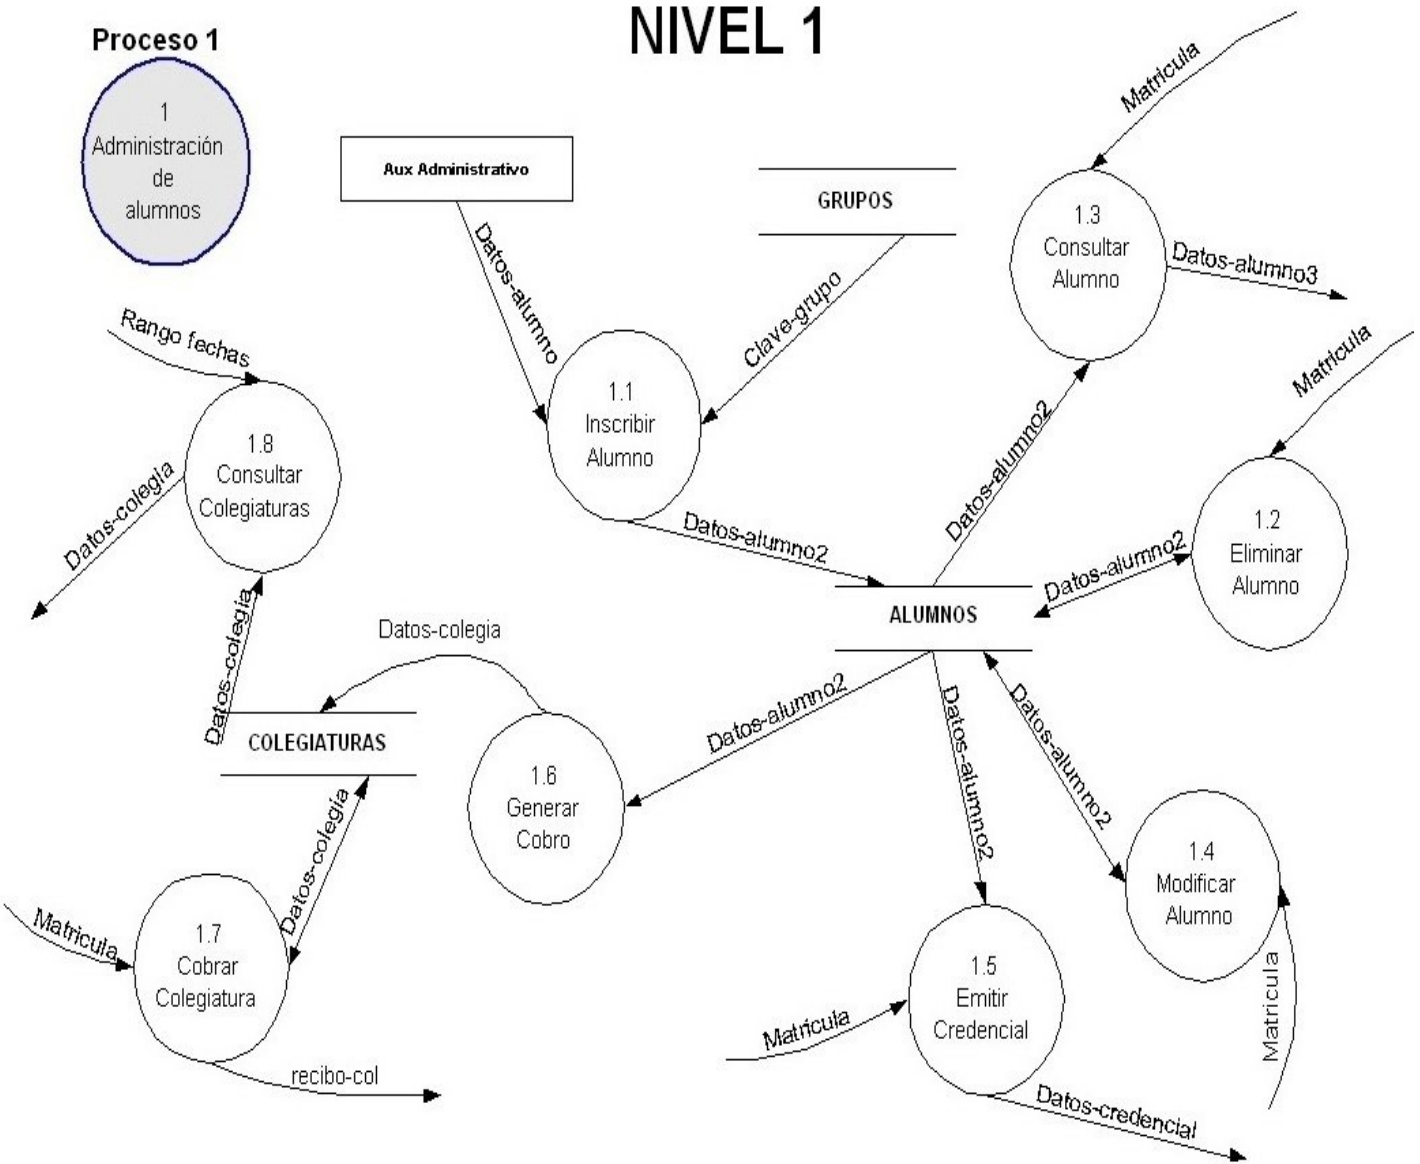 NIVEL 1
Proceso 1
1
Administración
de
alumnos
Aux Administrativo
GRUPOS
Matricula
1.3
Consultar
Alumno
Datos-alumno3
Datos-alumno
Clave-grupo
Rango fechas
1.1
Inscribir
Alumno
Matricula
1.8
Consultar
Colegiaturas
Datos-colegia
Datos-alumno2
Datos-alumno2
1.2
Eliminar
Alumno
Datos-alumno2
ALUMNOS
Datos-colegia
Datos-colegia
COLEGIATURAS
Datos-alumno2
Datos-alumno2
Datos-alumno2
1.6
Generar
Cobro
Datos-colegia
1.4
Modificar
Alumno
Matricula
1.7
Cobrar
Colegiatura
1.5
Emitir
Credencial
Matricula
Matricula
recibo-col
Datos-credencial